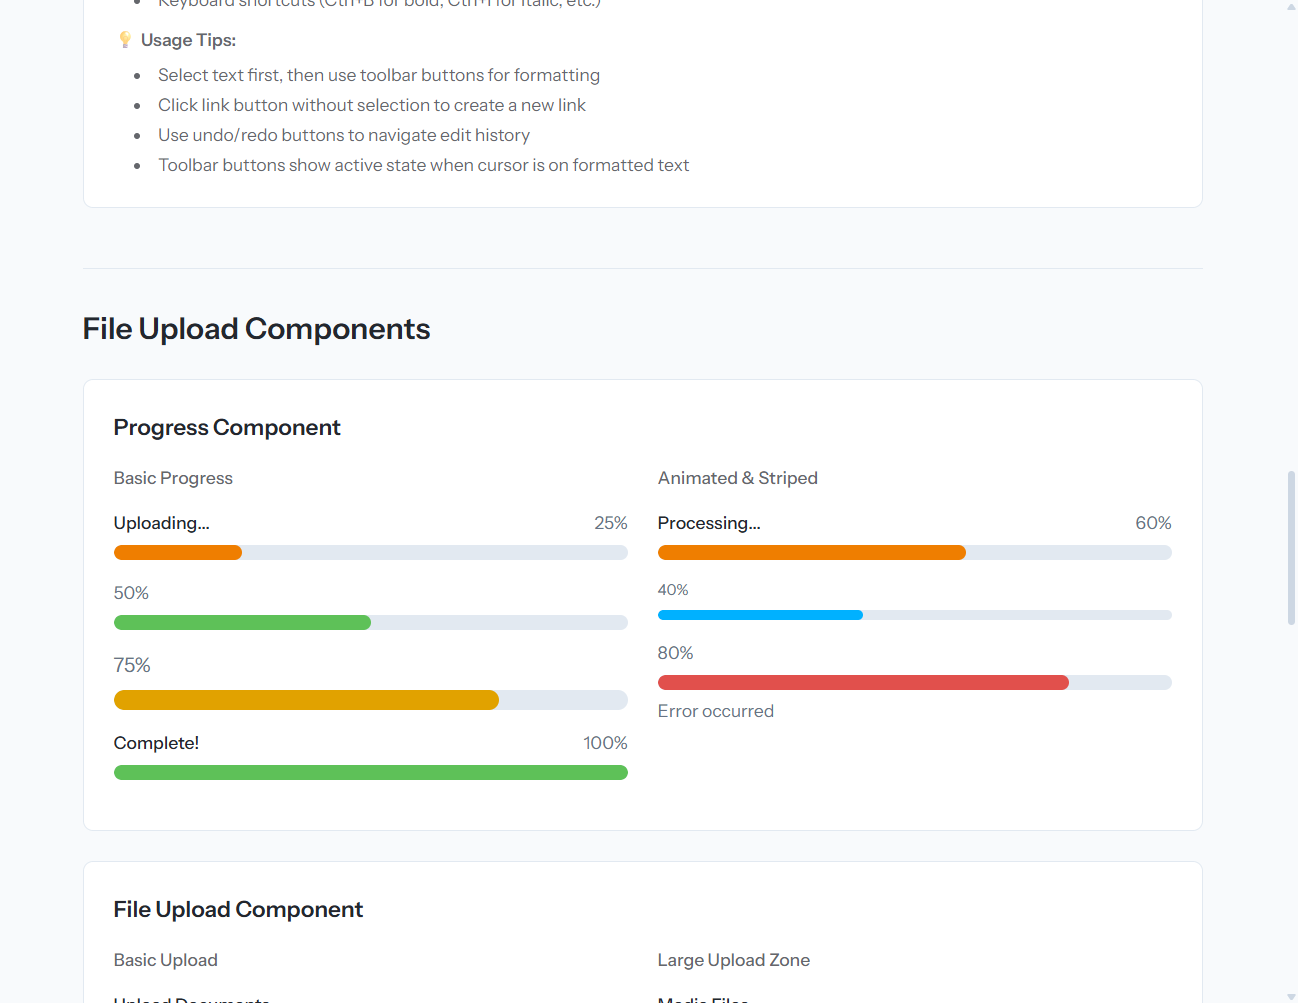 Keyboard shortcuts (Ctrl+B for bold, Ctrl+I for italic, etc.)
Usage Tips:
Select text first, then use toolbar buttons for formatting
Click link button without selection to create a new link
Use undo/redo buttons to navigate edit history
Toolbar buttons show active state when cursor is on formatted text
File Upload Components
Progress Component
Basic Progress
Uploading...
25%
50%
75%
Complete!
100%
Animated & Striped
Processing...
60%
40%
80%
Error occurred
File Upload Component
Basic Upload
Upload Documents
Large Upload Zone
Media Files